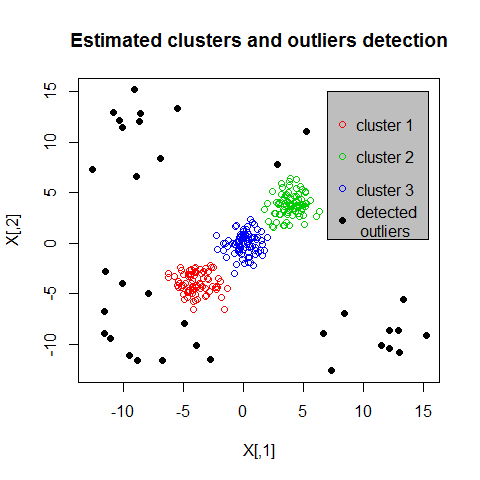 Estimated clusters and outliers detection
15
10
5
0
-5
-10
X[,2]
cluster 1
cluster 2
cluster 3
detected
outliers
-10 -5 0 5 10 15
X[,1]